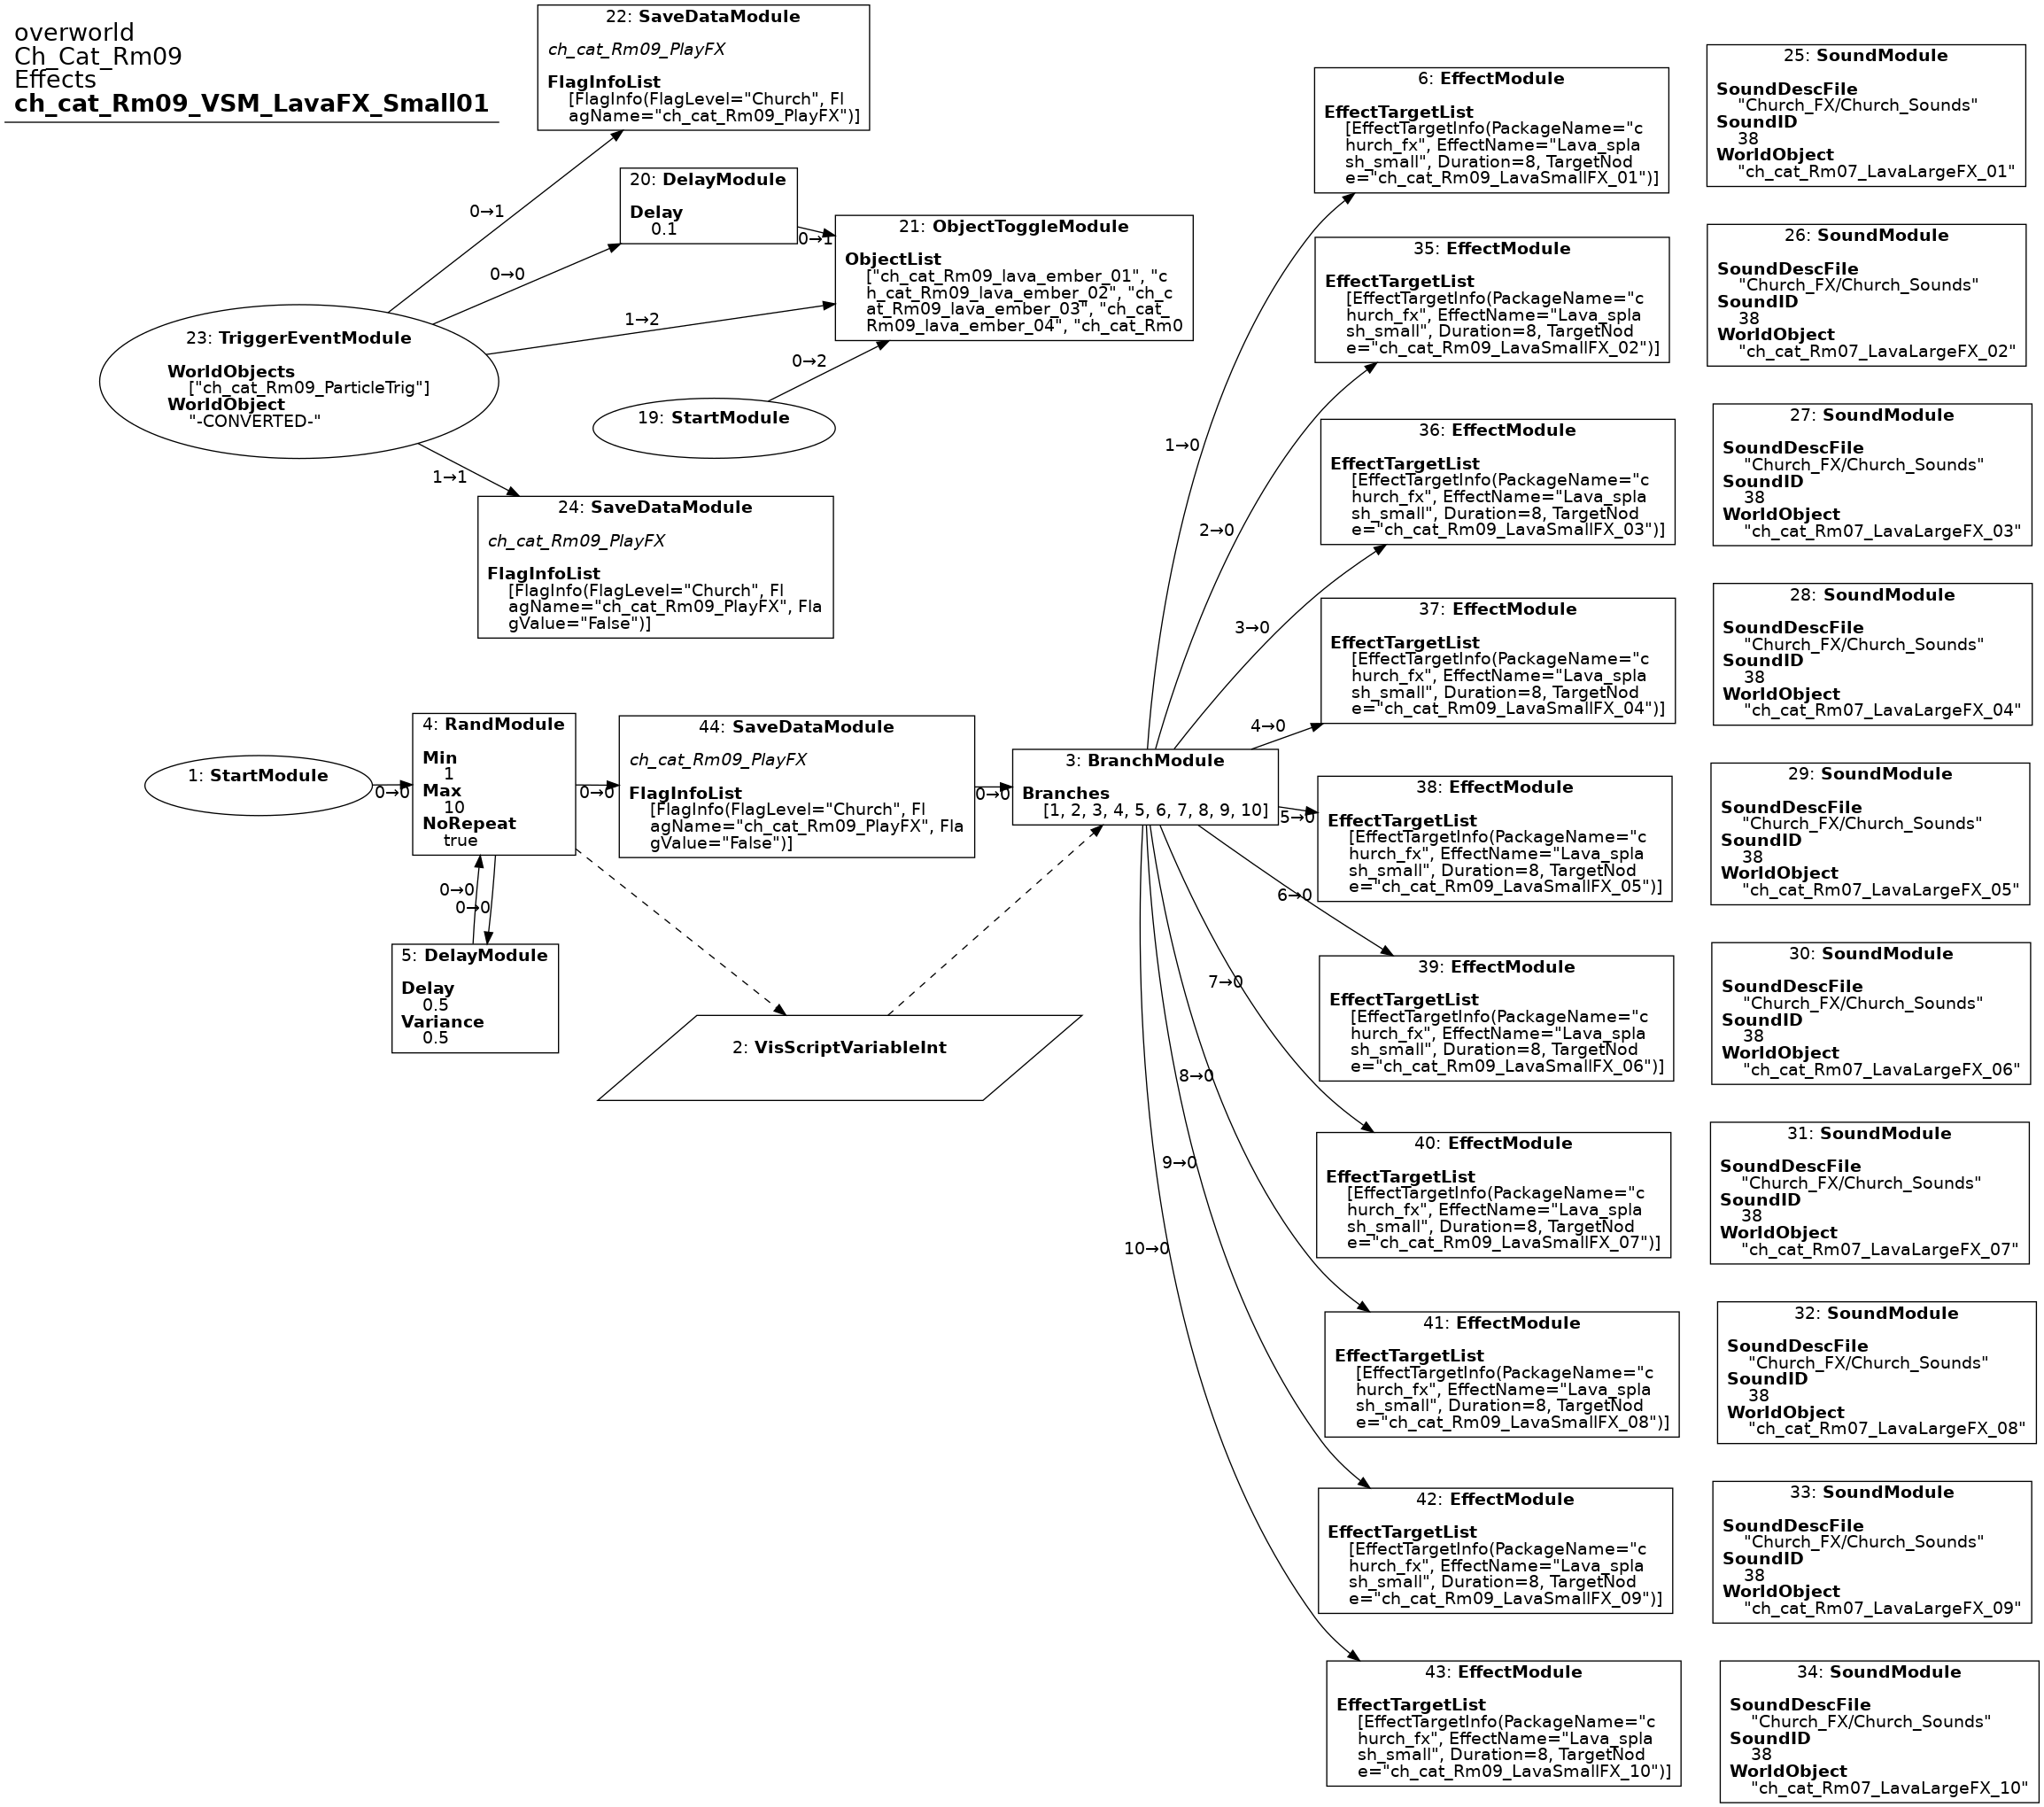 overworld
Ch_Cat_Rm09
Effects
ch_cat_Rm09_VSM_LavaFX_Small01
22: SaveDataModule
ch_cat_Rm09_PlayFX
FlagInfoList
[FlagInfo(FlagLevel="Church", Fl
agName="ch_cat_Rm09_PlayFX")]
20: DelayModule
Delay
0.1
21: ObjectToggleModule
ObjectList
["ch_cat_Rm09_lava_ember_01", "c
h_cat_Rm09_lava_ember_02", "ch_c
at_Rm09_lava_ember_03", "ch_cat_
Rm09_lava_ember_04", "ch_cat_Rm0
23: TriggerEventModule
WorldObjects
["ch_cat_Rm09_ParticleTrig"]
WorldObject
"-CONVERTED-"
19: StartModule
24: SaveDataModule
ch_cat_Rm09_PlayFX
FlagInfoList
[FlagInfo(FlagLevel="Church", Fl
agName="ch_cat_Rm09_PlayFX", Fla
gValue="False")]
0→1
0→0
0→1
1→2
0→2
1→1
1: StartModule
0→0
4: RandModule
Min
1
Max
10
NoRepeat
true
0→0
44: SaveDataModule
ch_cat_Rm09_PlayFX
FlagInfoList
[FlagInfo(FlagLevel="Church", Fl
agName="ch_cat_Rm09_PlayFX", Fla
gValue="False")]
0→0
3: BranchModule
Branches
[1, 2, 3, 4, 5, 6, 7, 8, 9, 10]
0→0
0→0
5: DelayModule
Delay
0.5
Variance
0.5
2: VisScriptVariableInt
1→0
2→0
3→0
4→0
5→0
6→0
7→0
8→0
9→0
10→0
6: EffectModule
EffectTargetList
[EffectTargetInfo(PackageName="c
hurch_fx", EffectName="Lava_spla
sh_small", Duration=8, TargetNod
e="ch_cat_Rm09_LavaSmallFX_01")]
35: EffectModule
EffectTargetList
[EffectTargetInfo(PackageName="c
hurch_fx", EffectName="Lava_spla
sh_small", Duration=8, TargetNod
e="ch_cat_Rm09_LavaSmallFX_02")]
36: EffectModule
EffectTargetList
[EffectTargetInfo(PackageName="c
hurch_fx", EffectName="Lava_spla
sh_small", Duration=8, TargetNod
e="ch_cat_Rm09_LavaSmallFX_03")]
37: EffectModule
EffectTargetList
[EffectTargetInfo(PackageName="c
hurch_fx", EffectName="Lava_spla
sh_small", Duration=8, TargetNod
e="ch_cat_Rm09_LavaSmallFX_04")]
38: EffectModule
EffectTargetList
[EffectTargetInfo(PackageName="c
hurch_fx", EffectName="Lava_spla
sh_small", Duration=8, TargetNod
e="ch_cat_Rm09_LavaSmallFX_05")]
39: EffectModule
EffectTargetList
[EffectTargetInfo(PackageName="c
hurch_fx", EffectName="Lava_spla
sh_small", Duration=8, TargetNod
e="ch_cat_Rm09_LavaSmallFX_06")]
40: EffectModule
EffectTargetList
[EffectTargetInfo(PackageName="c
hurch_fx", EffectName="Lava_spla
sh_small", Duration=8, TargetNod
e="ch_cat_Rm09_LavaSmallFX_07")]
41: EffectModule
EffectTargetList
[EffectTargetInfo(PackageName="c
hurch_fx", EffectName="Lava_spla
sh_small", Duration=8, TargetNod
e="ch_cat_Rm09_LavaSmallFX_08")]
42: EffectModule
EffectTargetList
[EffectTargetInfo(PackageName="c
hurch_fx", EffectName="Lava_spla
sh_small", Duration=8, TargetNod
e="ch_cat_Rm09_LavaSmallFX_09")]
43: EffectModule
EffectTargetList
[EffectTargetInfo(PackageName="c
hurch_fx", EffectName="Lava_spla
sh_small", Duration=8, TargetNod
e="ch_cat_Rm09_LavaSmallFX_10")]
25: SoundModule
SoundDescFile
"Church_FX/Church_Sounds"
SoundID
38
WorldObject
"ch_cat_Rm07_LavaLargeFX_01"
26: SoundModule
SoundDescFile
"Church_FX/Church_Sounds"
SoundID
38
WorldObject
"ch_cat_Rm07_LavaLargeFX_02"
27: SoundModule
SoundDescFile
"Church_FX/Church_Sounds"
SoundID
38
WorldObject
"ch_cat_Rm07_LavaLargeFX_03"
28: SoundModule
SoundDescFile
"Church_FX/Church_Sounds"
SoundID
38
WorldObject
"ch_cat_Rm07_LavaLargeFX_04"
29: SoundModule
SoundDescFile
"Church_FX/Church_Sounds"
SoundID
38
WorldObject
"ch_cat_Rm07_LavaLargeFX_05"
30: SoundModule
SoundDescFile
"Church_FX/Church_Sounds"
SoundID
38
WorldObject
"ch_cat_Rm07_LavaLargeFX_06"
31: SoundModule
SoundDescFile
"Church_FX/Church_Sounds"
SoundID
38
WorldObject
"ch_cat_Rm07_LavaLargeFX_07"
32: SoundModule
SoundDescFile
"Church_FX/Church_Sounds"
SoundID
38
WorldObject
"ch_cat_Rm07_LavaLargeFX_08"
33: SoundModule
SoundDescFile
"Church_FX/Church_Sounds"
SoundID
38
WorldObject
"ch_cat_Rm07_LavaLargeFX_09"
34: SoundModule
SoundDescFile
"Church_FX/Church_Sounds"
SoundID
38
WorldObject
"ch_cat_Rm07_LavaLargeFX_10"